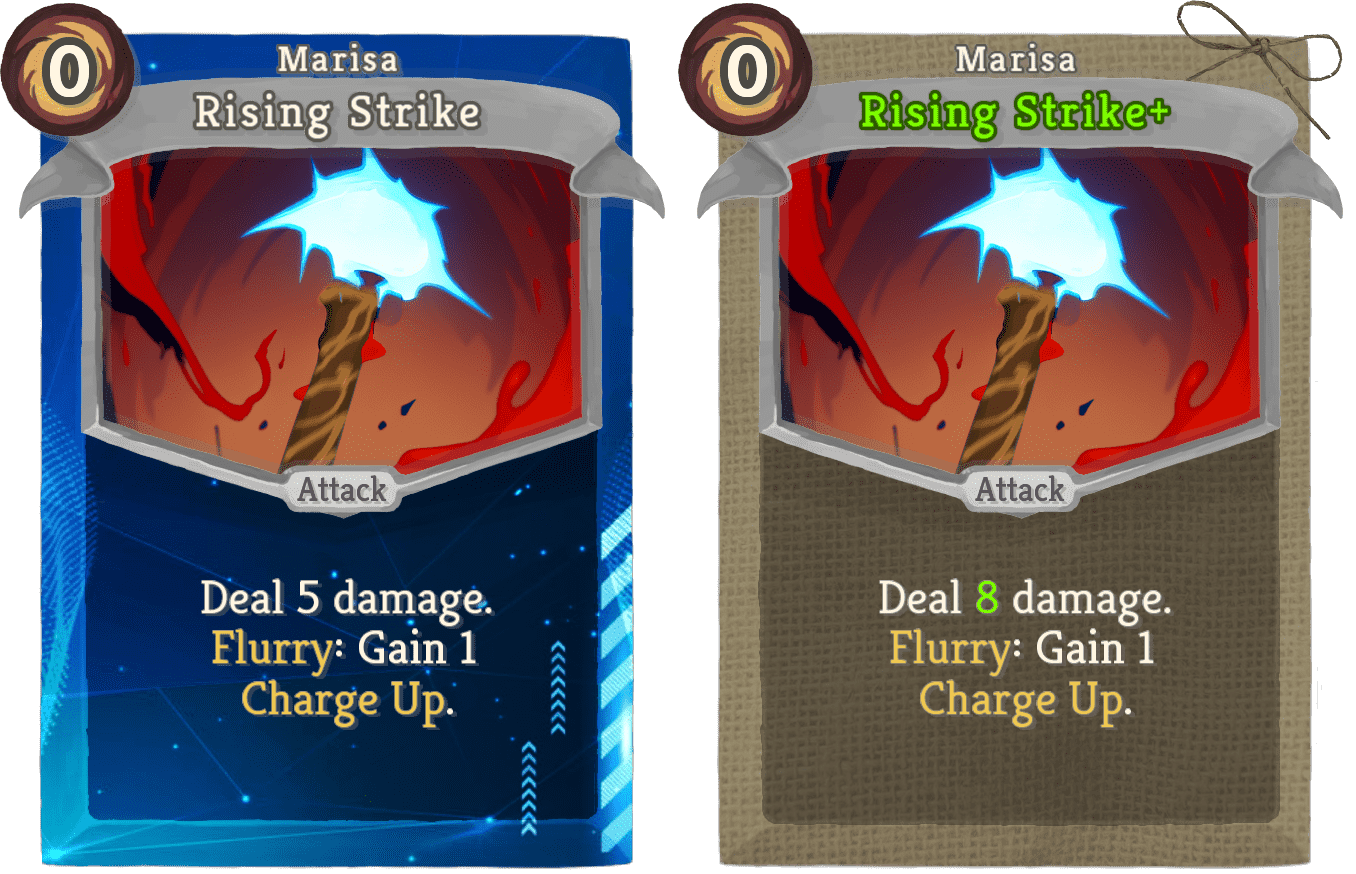 0
Marisa
Rising Strike
Attack
Deal 5 damage.
Flurry: Gain 1
Charge Up.
0
Marisa
Rising Strike+
Attack
Deal 8 damage.
Flurry: Gain 1
Charge Up.